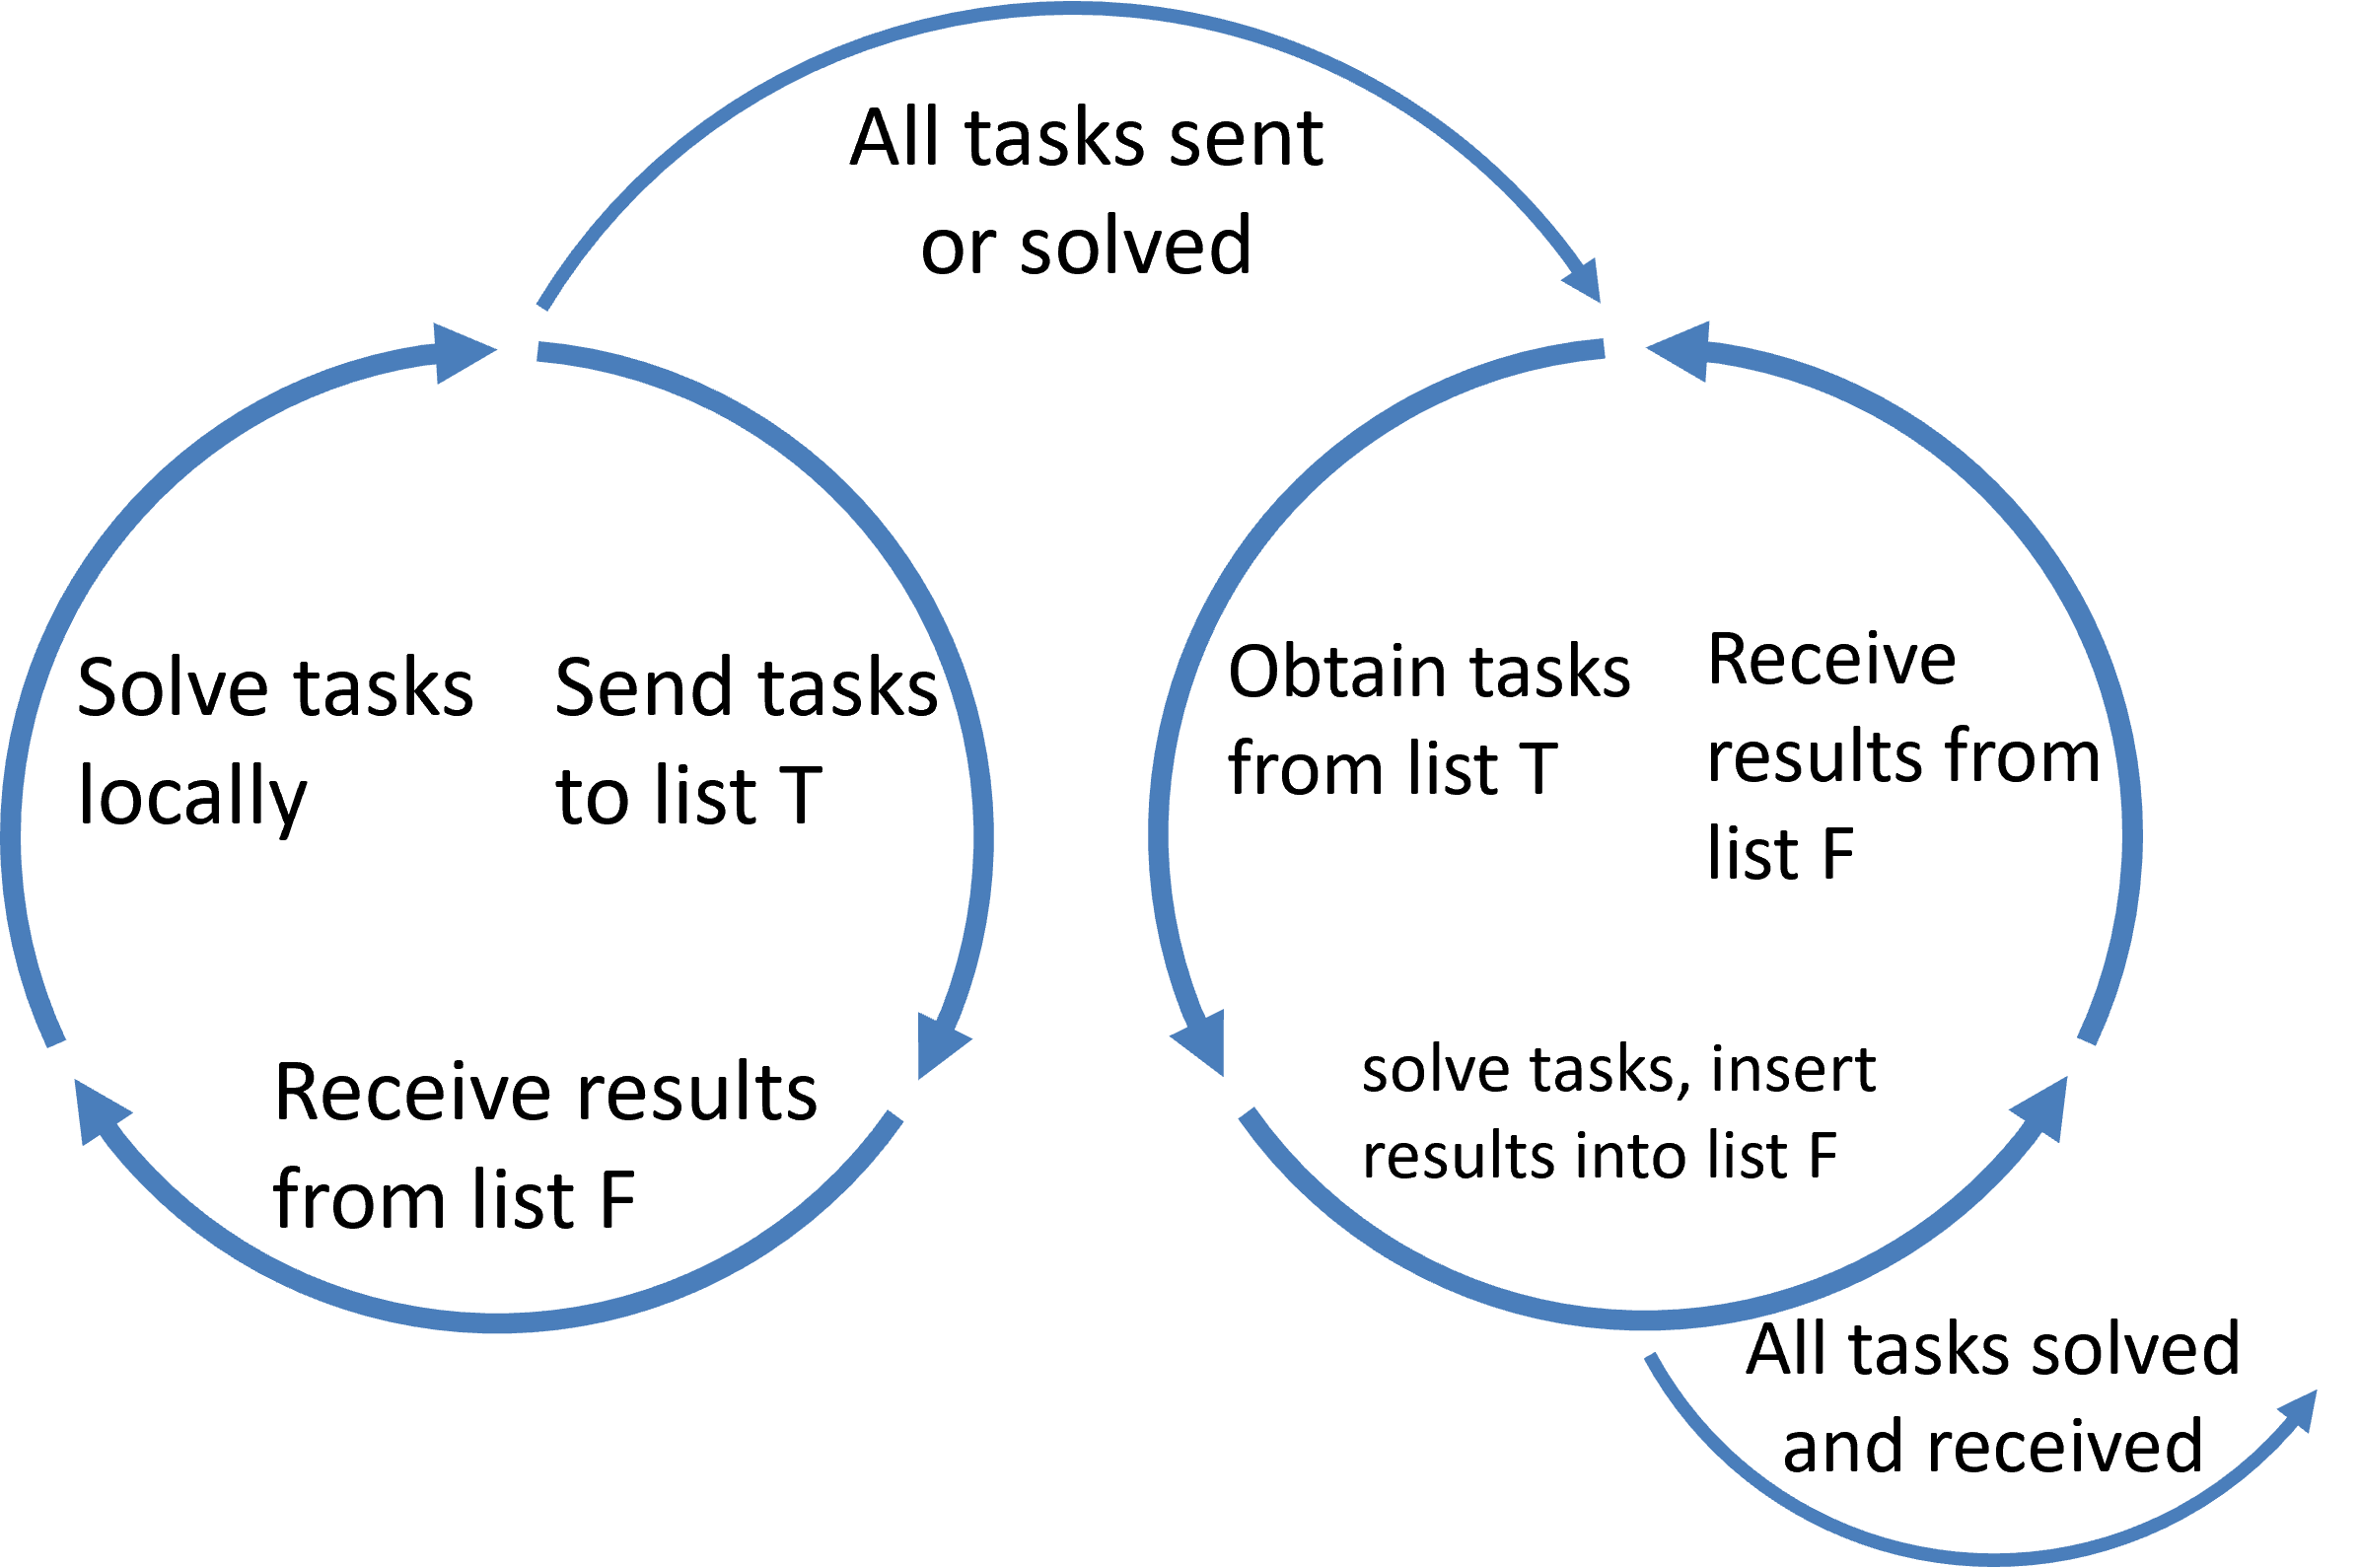 All tasks sent
or solved
Solve tasks
locally
Send tasks
to list T
Receive results
from list F
Obtain tasks
from list T
Receive
results from
list F
solve tasks, insert
results into list F
All tasks solved
and received